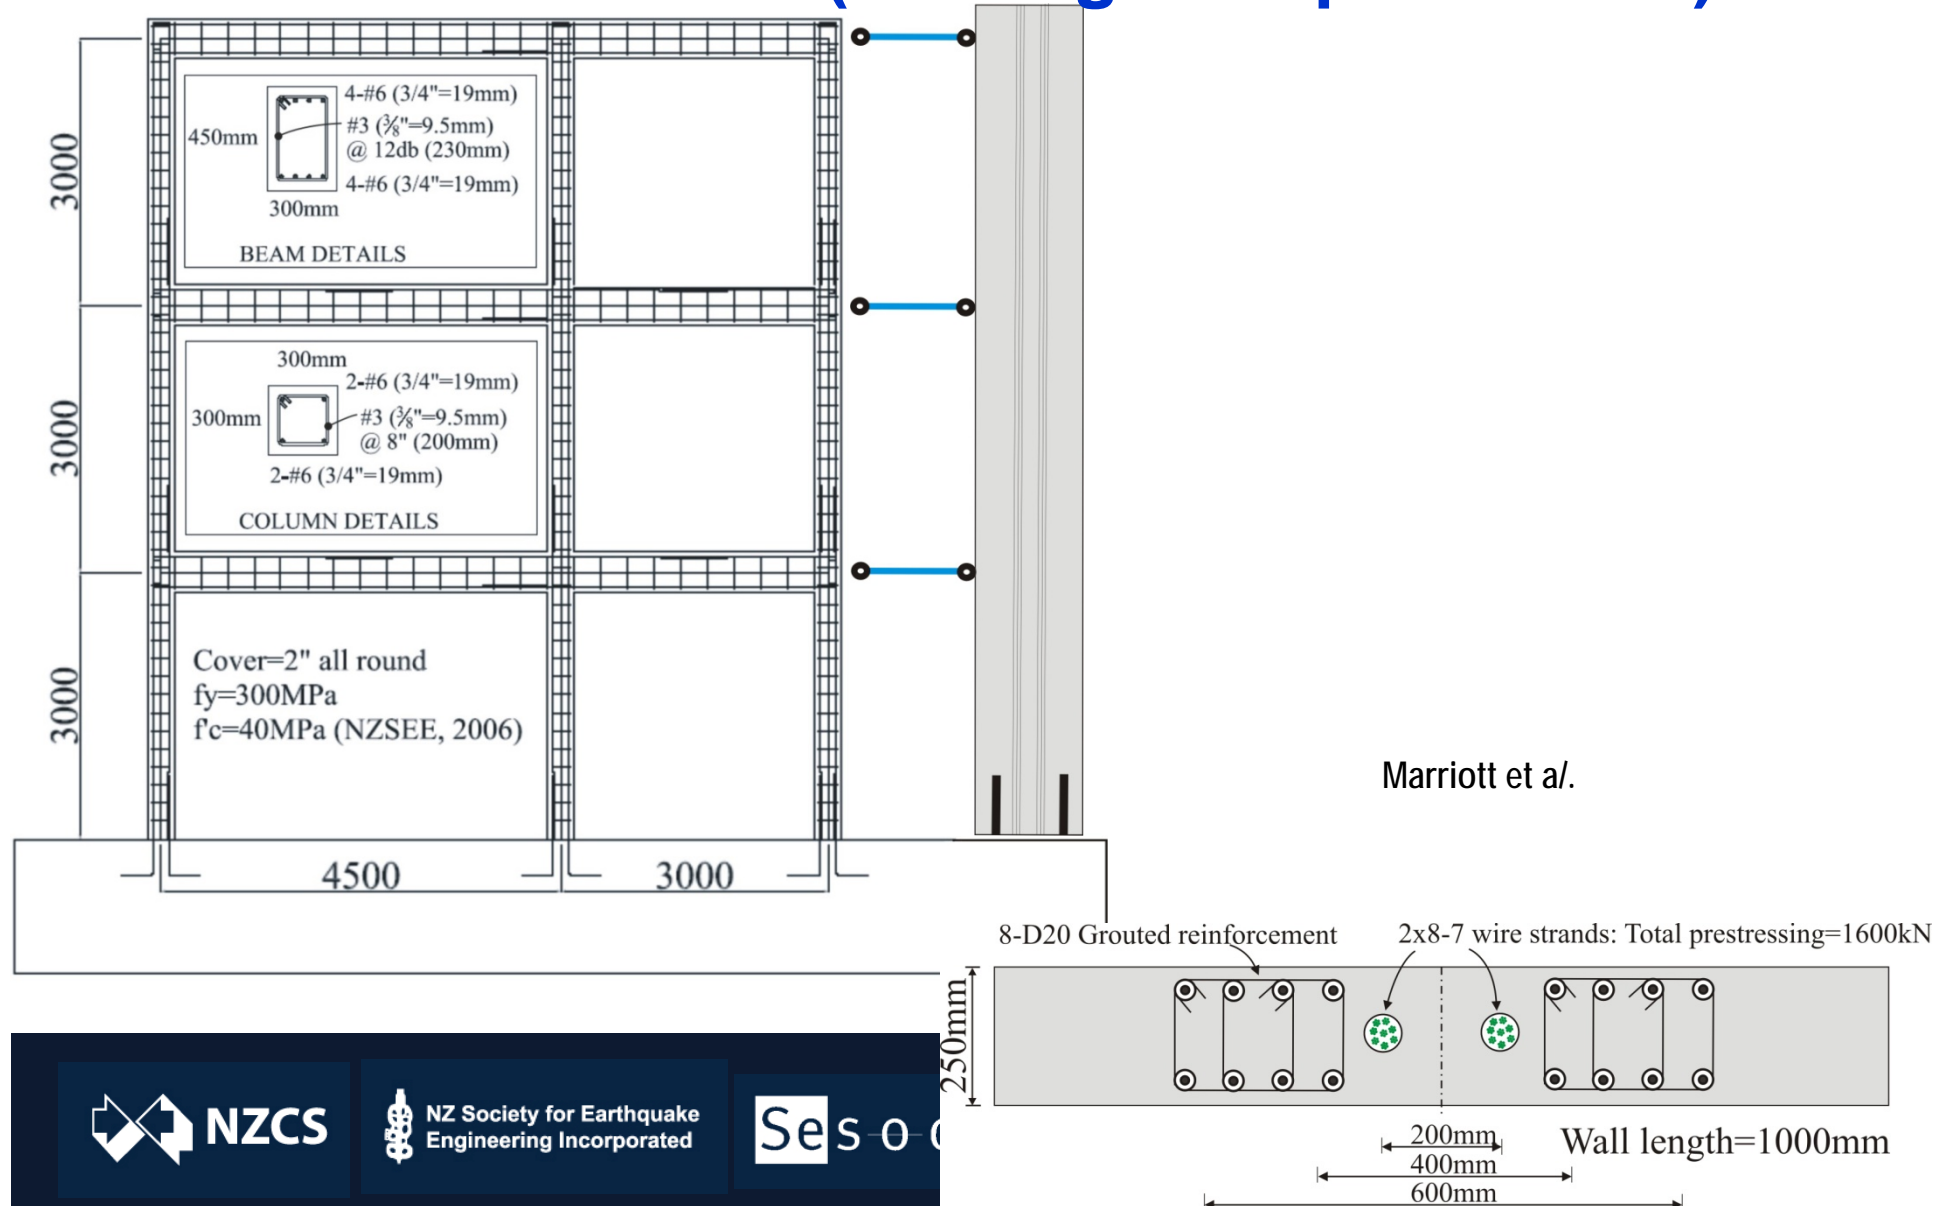 3000
3000
3000
450mm
4-#6 (3/4"=19mm)
#3 (⅜"=9.5mm)
@ 12db (230mm)
4-#6 (3/4"=19mm)
300mm
BEAM DETAILS
300mm
2-#6 (3/4"=19mm)
300mm
#3 (⅜"=9.5mm)
@ 8" (200mm)
2-#6 (3/4"=19mm)
COLUMN DETAILS
Cover=2" all round
fy=300MPa
f'c=40MPa (NZSEE, 2006)
4500
3000
Marriott et al.
8-D20 Grouted reinforcement
2x8-7 wire strands: Total prestressing=1600kN
250mm
200mm
400mm
600mm
Wall length=1000mm
NZCS
NZ Society for Earthquake
Engineering Incorporated
Seso